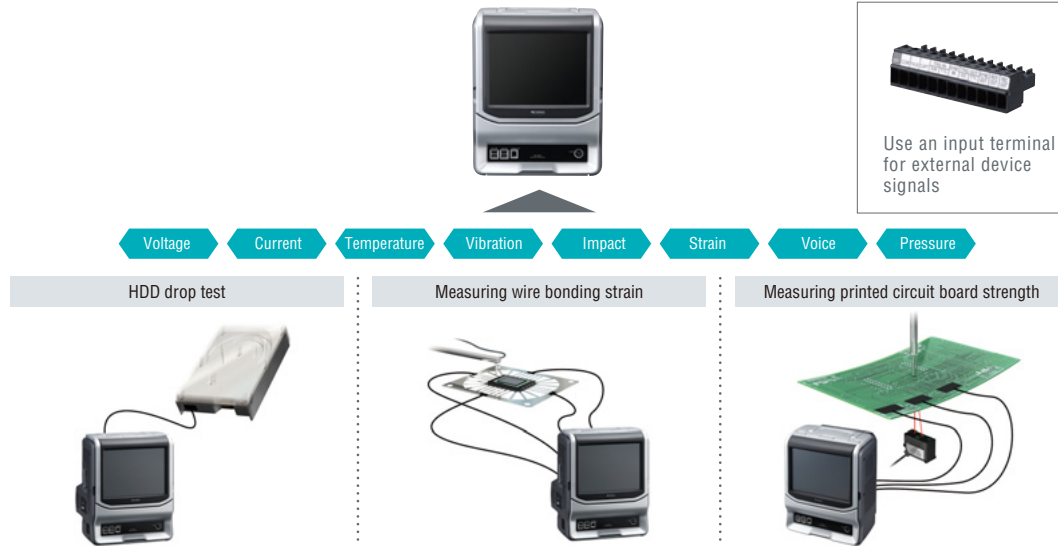 Use an input terminal
for external device
signals
Voltage
Current
Temperature
Vibration
Impact
Strain
Voice
Pressure
HDD drop test
Measuring wire bonding strain
Measuring printed circuit board strength